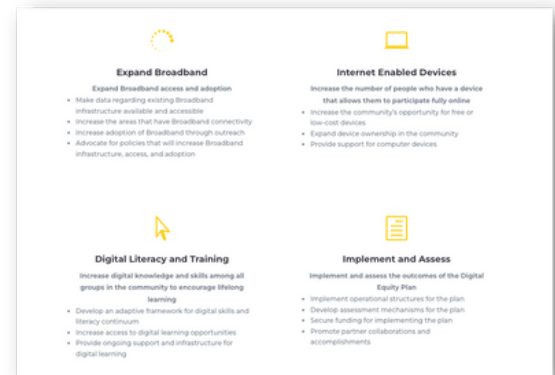 Expand Broadband
Expand Broadband access and adoption
• Make data regarding existing Broadband
infrastructure available and accessible
• Increase the areas that have Broadband connectivity
• Increase adoption of Broadband through outreach
• Advocate for policies that will increase Broadband
infrastructure, access, and adoption
Internet Enabled Devices
Increase the number of people who have a device
that allows them to participate fully online
• Increase the community's opportunity for free or
low-cost devices
• Expand device ownership in the community
• Provide support for computer devices
Digital Literacy and Training
Increase digital knowledge and skills among all
groups in the community to encourage lifelong
learning
• Develop an adaptive framework for digital skills and
literacy continuum
• Increase access to digital learning opportunities
• Provide ongoing support and infrastructure for
digital learning
Implement and Assess
Implement and assess the outcomes of the Digital
Equity Plan
• Implement operational structures for the plan
• Develop assessment mechanisms for the plan
• Secure funding for implementing the plan
• Promote partner collaborations and
accomplishments